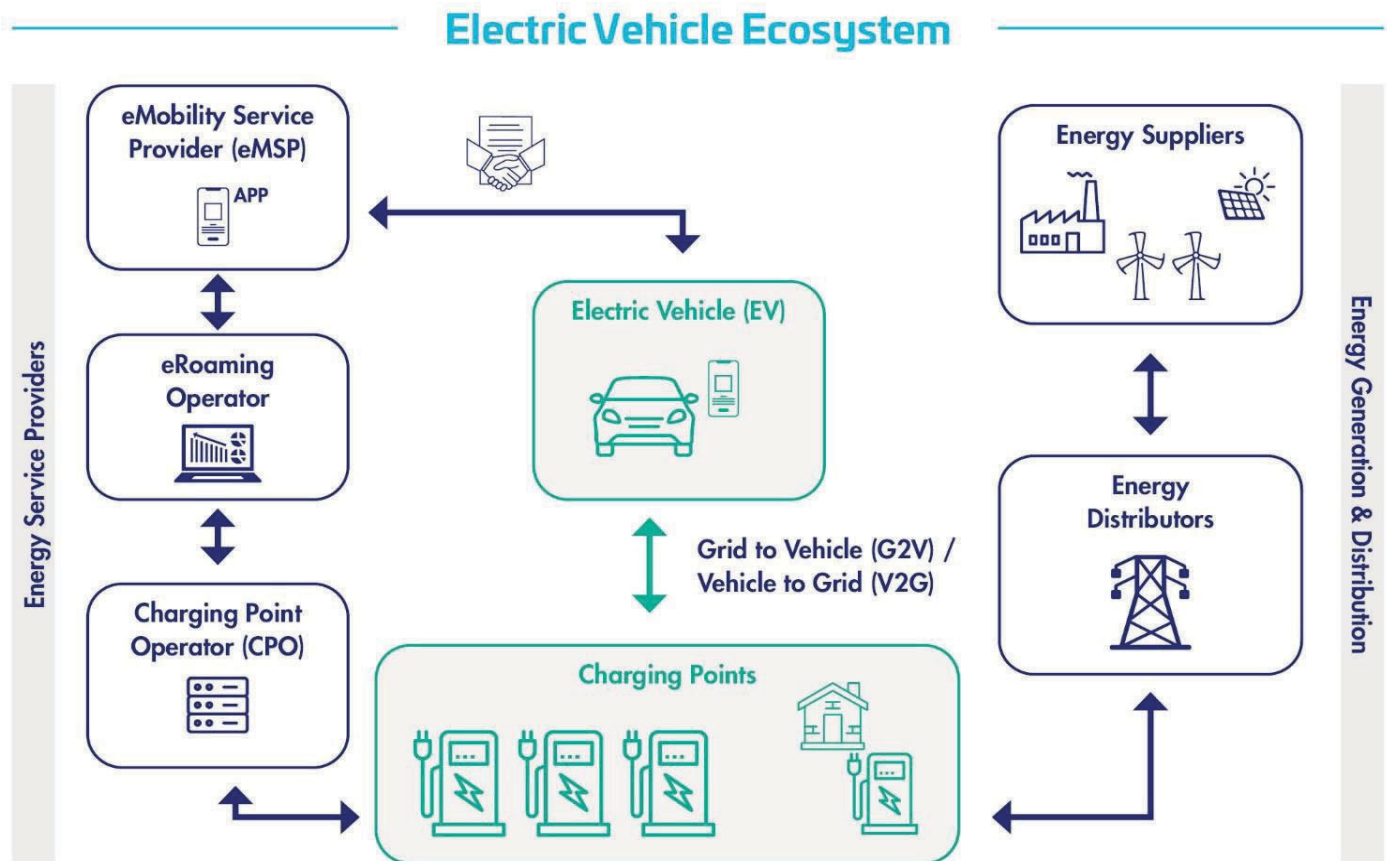 Electric Vehicle Ecosystem
Energy Service Providers
eMobility Service
Provider (eMSP)
APP
eRoaming
Operator
Charging Point
Operator (CPO)
Electric Vehicle (EV)
Grid to Vehicle (G2V) /
Vehicle to Grid (V2G)
Charging Points
Energy Suppliers
Energy
Distributors
Energy Generation & Distribution